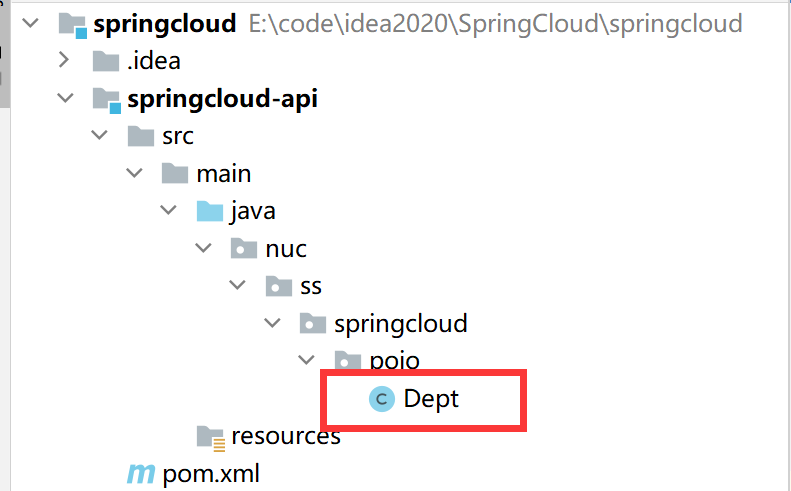 springcloud E:\code\idea2020\SpringCloud\springcloud
.idea
springcloud-api
src
main
java
nuc
ss
springcloud
pojo
C Dept
resources
m pom.xml